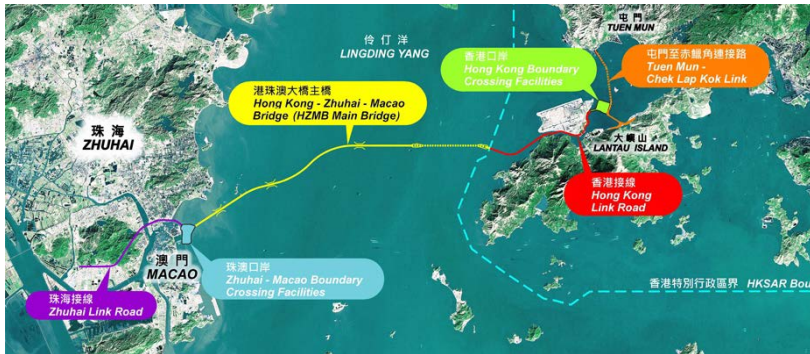 屯門
TUEN MUN
伶仃洋
LINGDING YANG
香港口岸
Hong Kong Boundary
Crossing Facilities
屯門至赤鱲角連接路
Tuen Mun -
Chek Lap Kok Link
港珠澳大橋主橋
Hong Kong - Zhuhai - Macao
Bridge (HZMB Main Bridge)
珠海
ZHUHAI
大嶼山
LANTAU ISLAND
香港接線
Hong Kong
Link Road
澳門
MACAO
珠澳口岸
Zhuhai - Macao Boundary
Crossing Facilities
珠海接線
Zhuhai Link Road
香港特別行政區界 HKSAR Bou